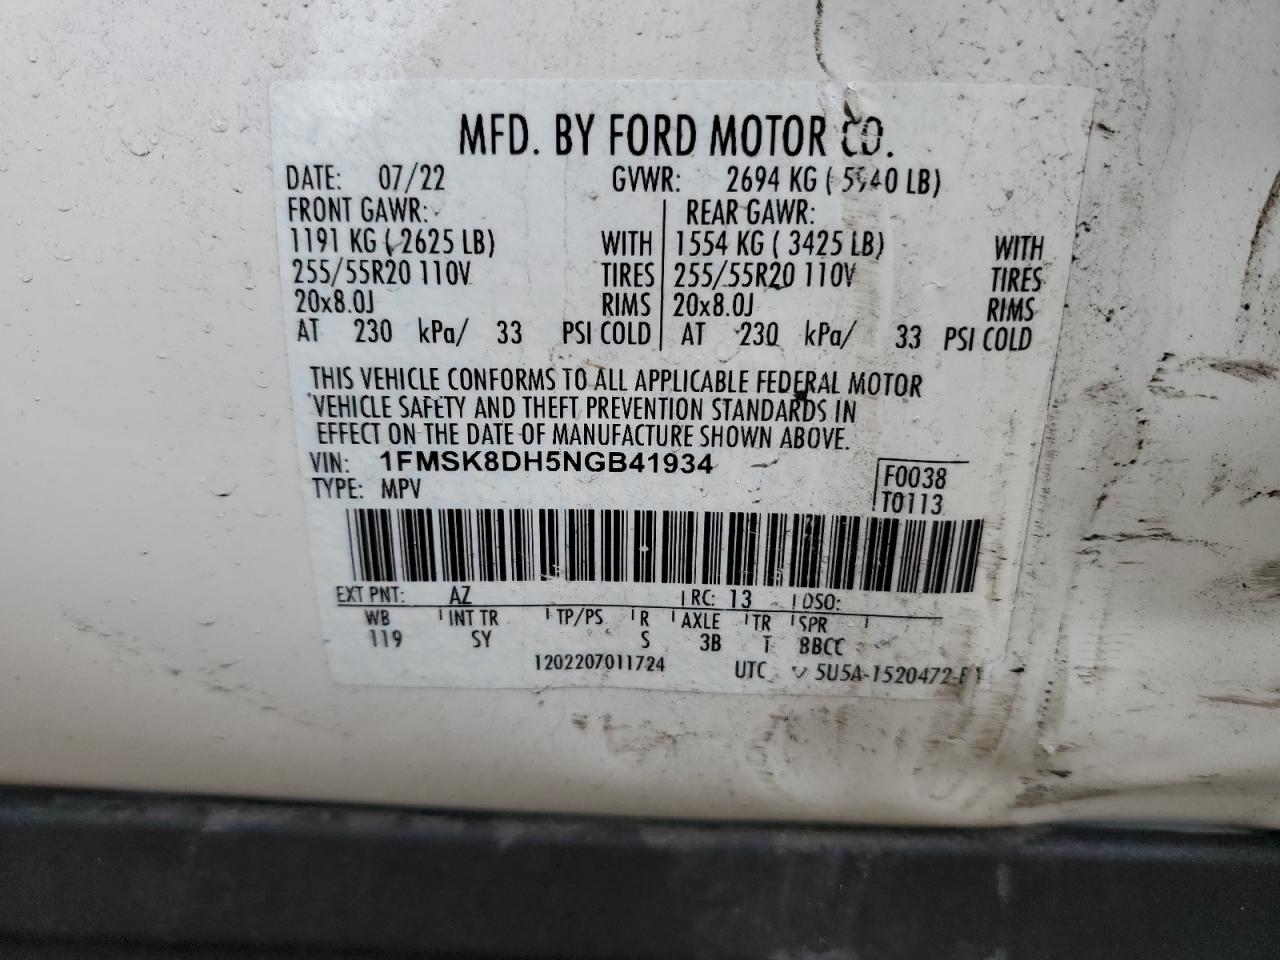 MFD. BY FORD MOTOR CO.
DATE: 07/22 GVWR: 2694 KG ( 5940 LB)
FRONT GAWR: REAR GAWR:
1191 KG ( 2625 LB) WITH 1554 KG ( 3425 LB) WITH
255/55R20 110V TIRES 255/55R20 110V TIRES
20x8.0J RIMS 20x8.0J RIMS
AT 230 kPa/ 33 PSI COLD AT 230 kPa/ 33 PSI COLD
THIS VEHICLE CONFORMS TO ALL APPLICABLE FEDERAL MOTOR
VEHICLE SAFETY AND THEFT PREVENTION STANDARDS IN
EFFECT ON THE DATE OF MANUFACTURE SHOWN ABOVE.
VIN: 1FMSK8DH5NGB41934 F0038
TYPE: MPV T0113
EXT PNT: AZ RC: 13 DSO:
WB INT TR TP/PS R AXLE TR SPR
119 SY S 3B T BBCC
1202207011724 UTC